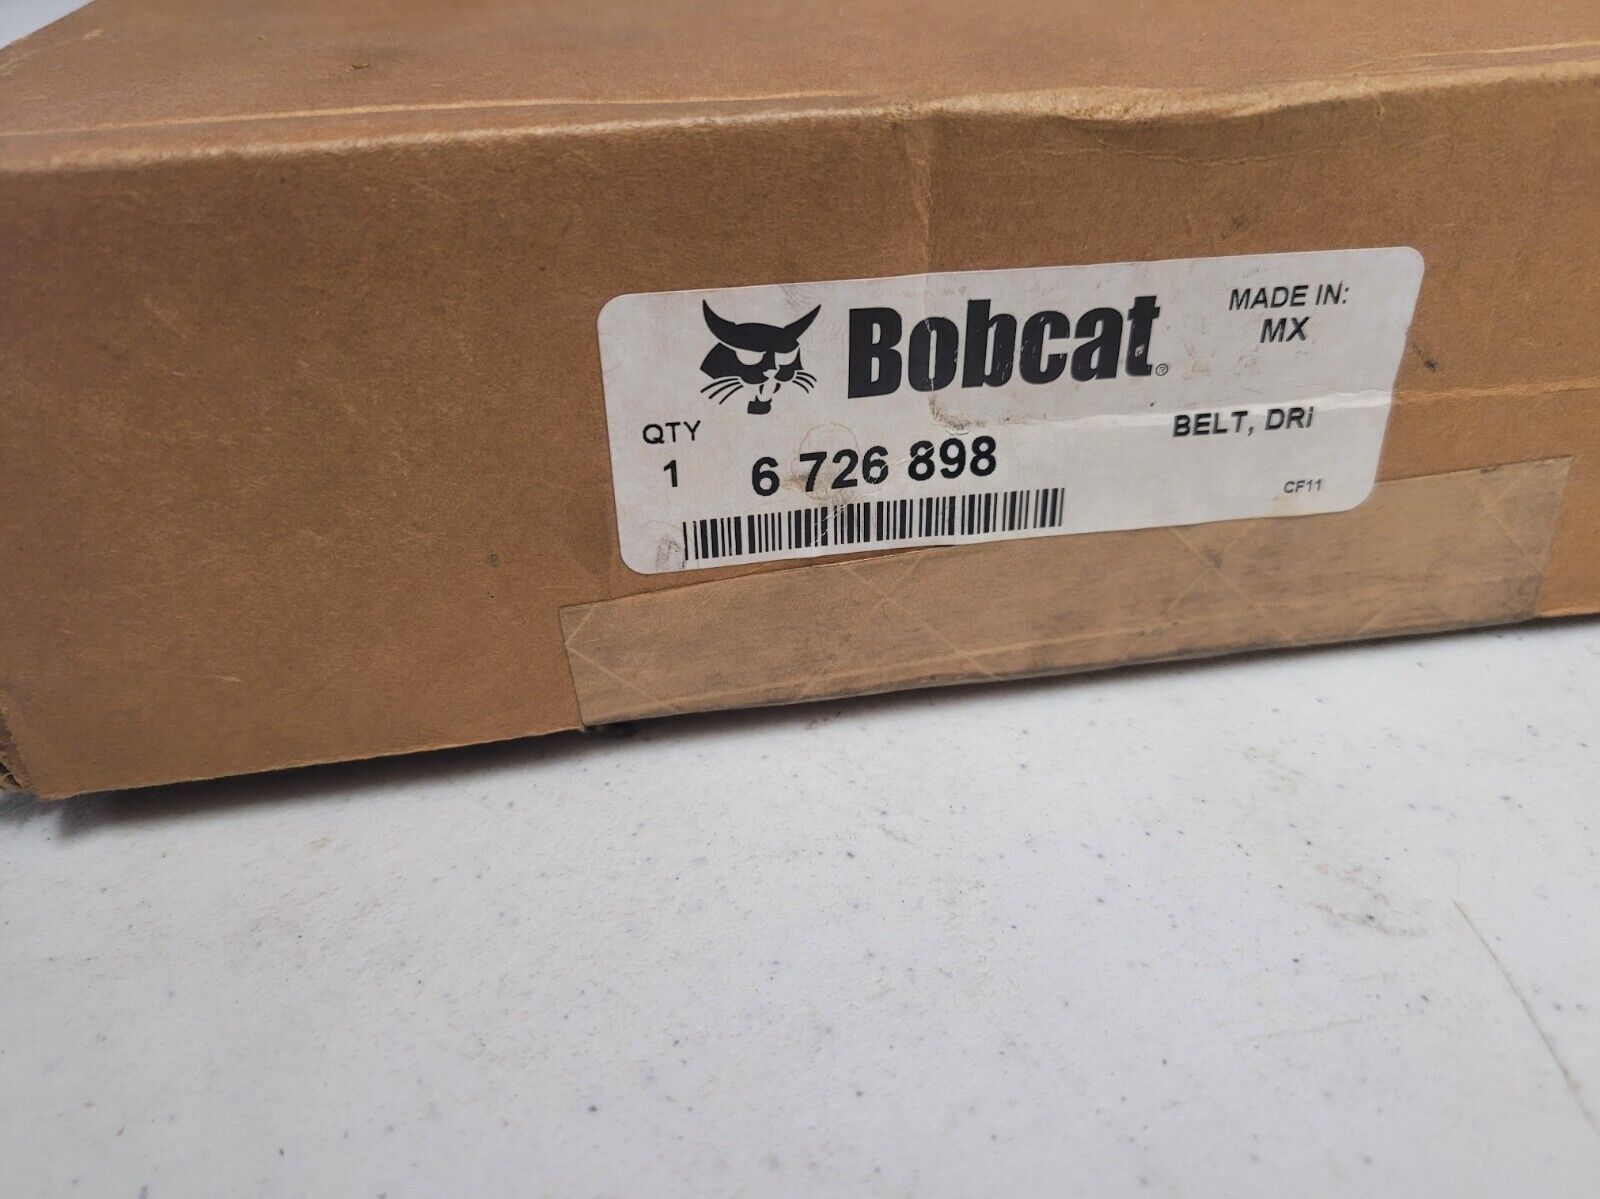 Bobcat®
MADE IN:
MX
QTY
1
6 726 898
BELT, DRI
CF11